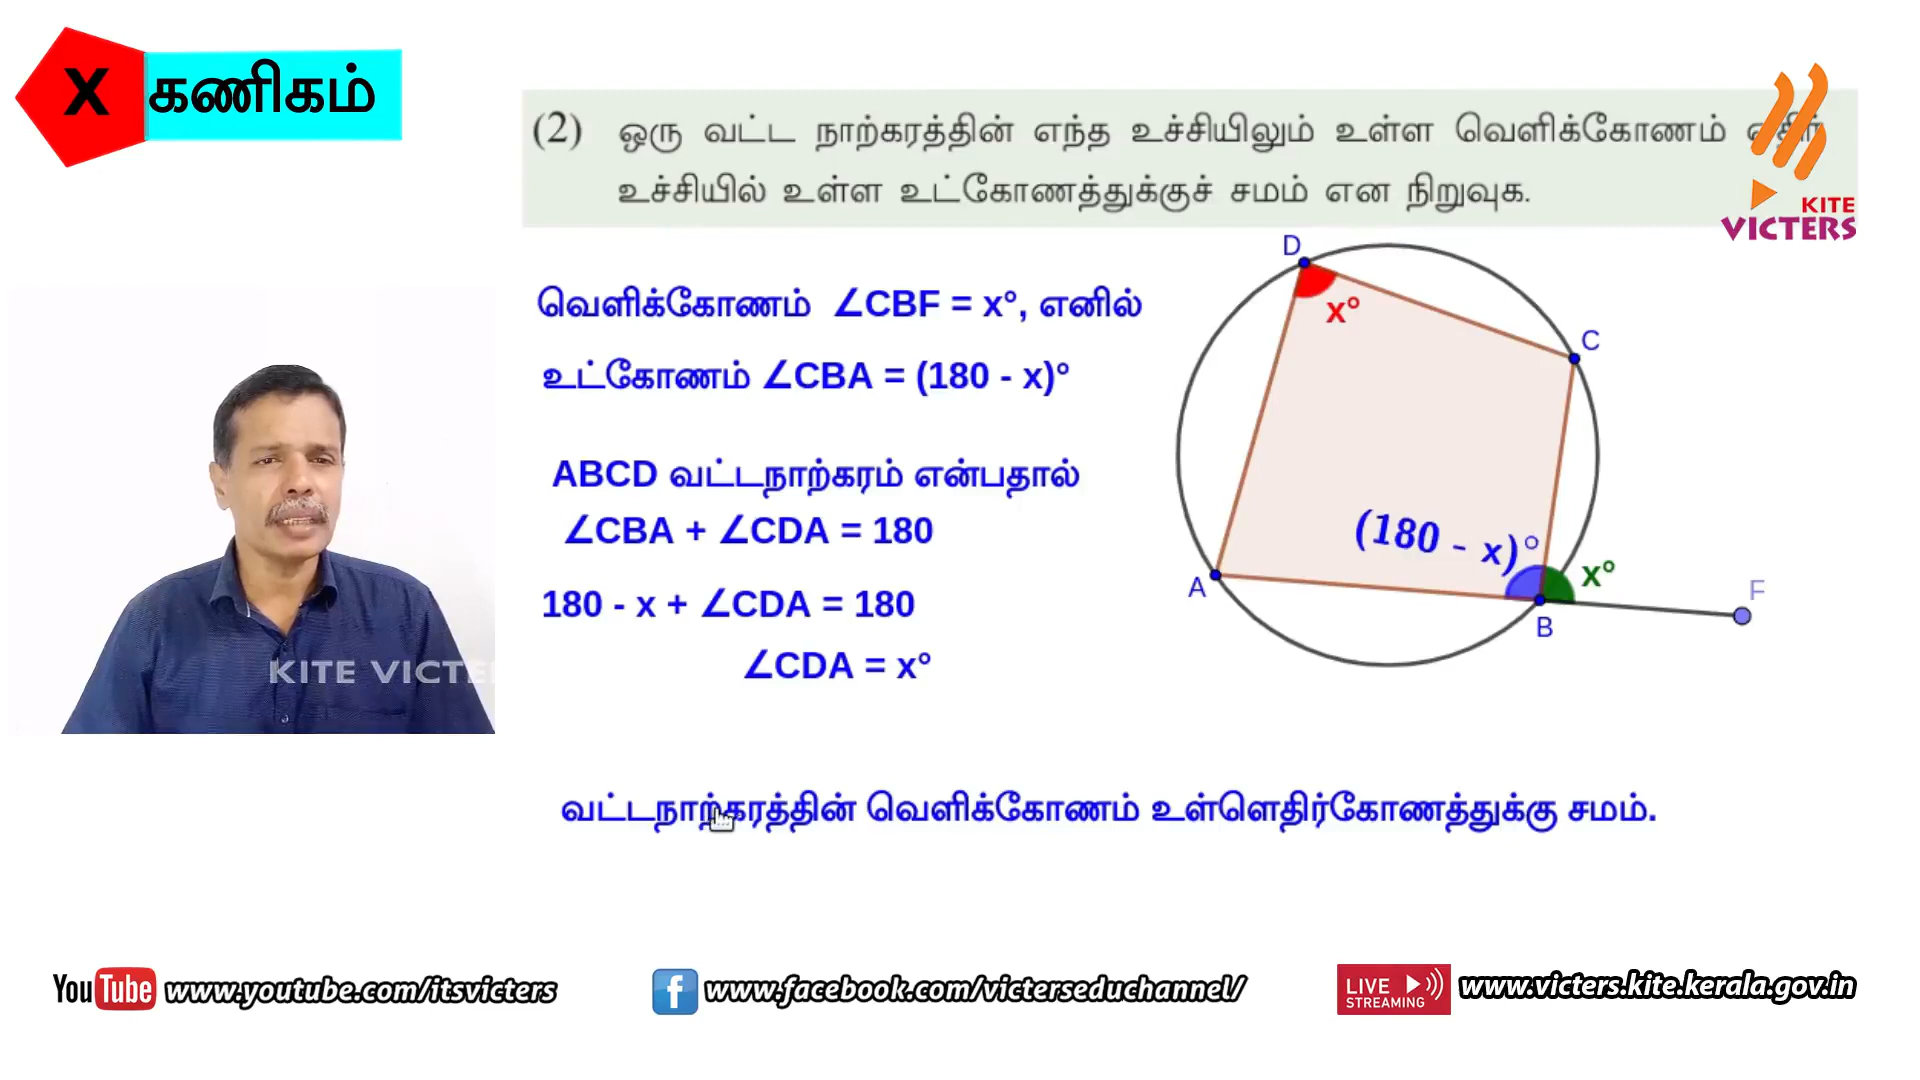 X கணிதம்
(2) ஒரு வட்ட நாற்கரத்தின் எந்த உச்சியிலும் உள்ள வெளிக்கோணம்
உச்சியில் உள்ள உட்கோணத்துக்குச் சமம் என நிறுவுக.
KITE
VICTERS
வெளிக்கோணம் ∠CBF = x°, எனில்
உட்கோணம் ∠CBA = (180 - x)°
ABCD வட்டநாற்கரம் என்பதால்
∠CBA + ∠CDA = 180
180 - x + ∠CDA = 180
∠CDA = x°
D
x°
C
(180 - x)°
x°
A
B
F
KITE VICTE
வட்டநாற்கரத்தின் வெளிக்கோணம் உள்ளெதிர்கோணத்துக்கு சமம்.
YouTube www.youtube.com/itsvicters
f www.facebook.com/victerseduchannel/
LIVE STREAMING www.victers.kite.kerala.gov.in